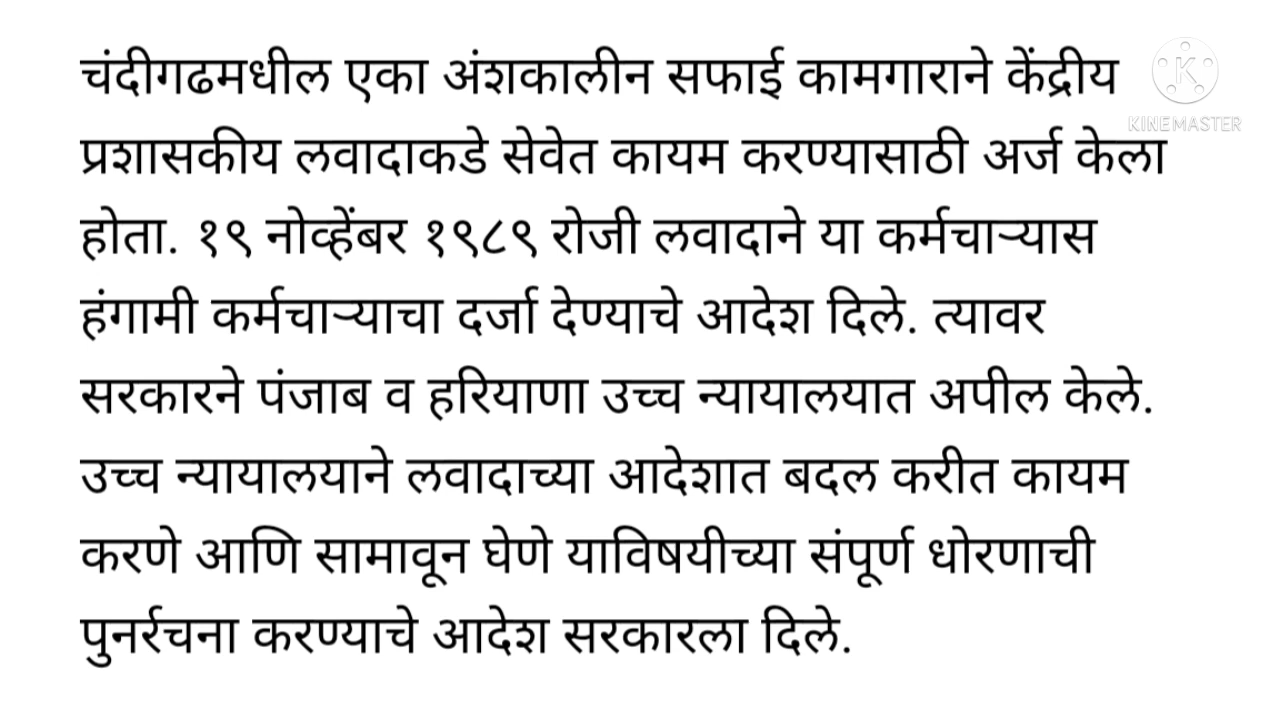 चंदीगढमधील एका अंशकालीन सफाई कामगाराने केंद्रीय
प्रशासकीय लवादाकडे सेवेत कायम करण्यासाठी अर्ज केला
होता. १९ नोव्हेंबर १९८९ रोजी लवादाने या कर्मचाऱ्यास
हंगामी कर्मचाऱ्याचा दर्जा देण्याचे आदेश दिले. त्यावर
सरकारने पंजाब व हरियाणा उच्च न्यायालयात अपील केले.
उच्च न्यायालयाने लवादाच्या आदेशात बदल करीत कायम
करणे आणि सामावून घेणे याविषयीच्या संपूर्ण धोरणाची
पुनर्रचना करण्याचे आदेश सरकारला दिले.
K
KINEMASTER